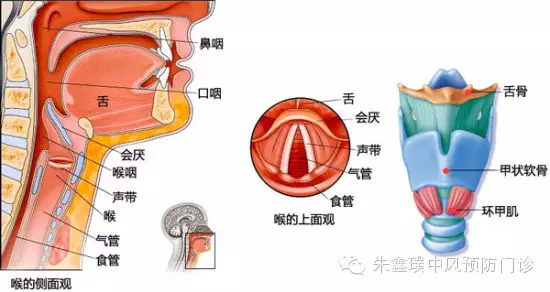 鼻咽
口咽
舌
会厌
喉咽
声带
喉
气管
食管
喉的侧面观
舌
会厌
声带
气管
食管
喉的上面观
舌骨
甲状软骨
环甲肌
朱鑫璞中风预防门诊